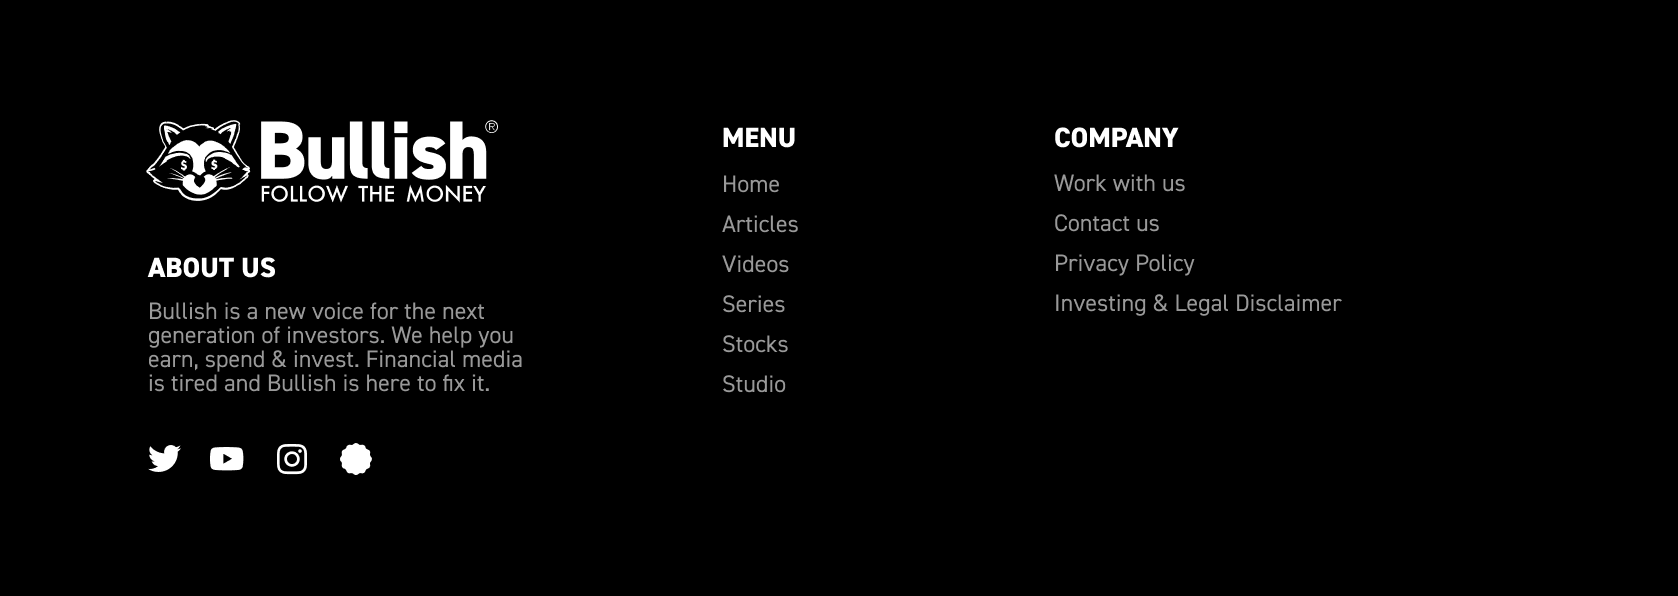 Bullish®
FOLLOW THE MONEY
ABOUT US
Bullish is a new voice for the next
generation of investors. We help you
earn, spend & invest. Financial media
is tired and Bullish is here to fix it.
MENU
Home
Articles
Videos
Series
Stocks
Studio
COMPANY
Work with us
Contact us
Privacy Policy
Investing & Legal Disclaimer